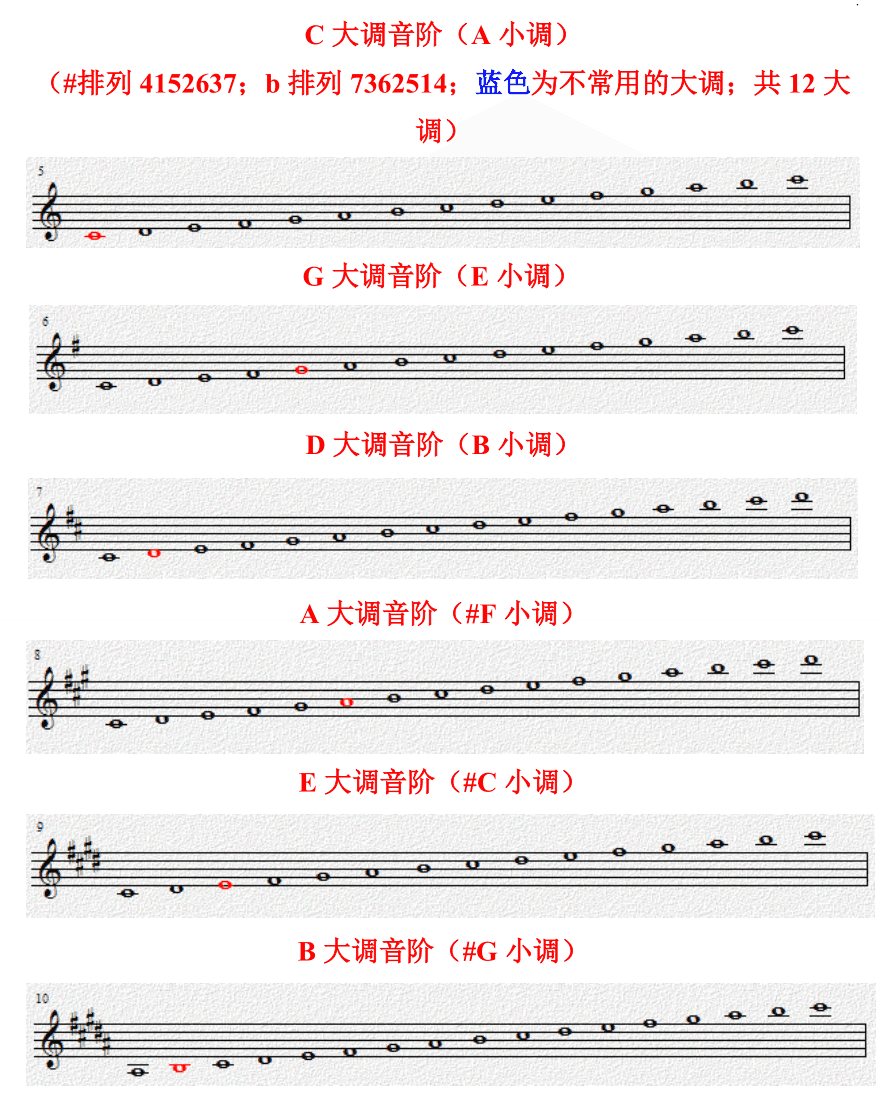 C 大调音阶（A 小调）
（#排列 4152637；b 排列 7362514；蓝色为不常用的大调；共 12 大
调）
5
G 大调音阶（E 小调）
6
D 大调音阶（B 小调）
7
A 大调音阶（#F 小调）
8
E 大调音阶（#C 小调）
9
B 大调音阶（#G 小调）
10